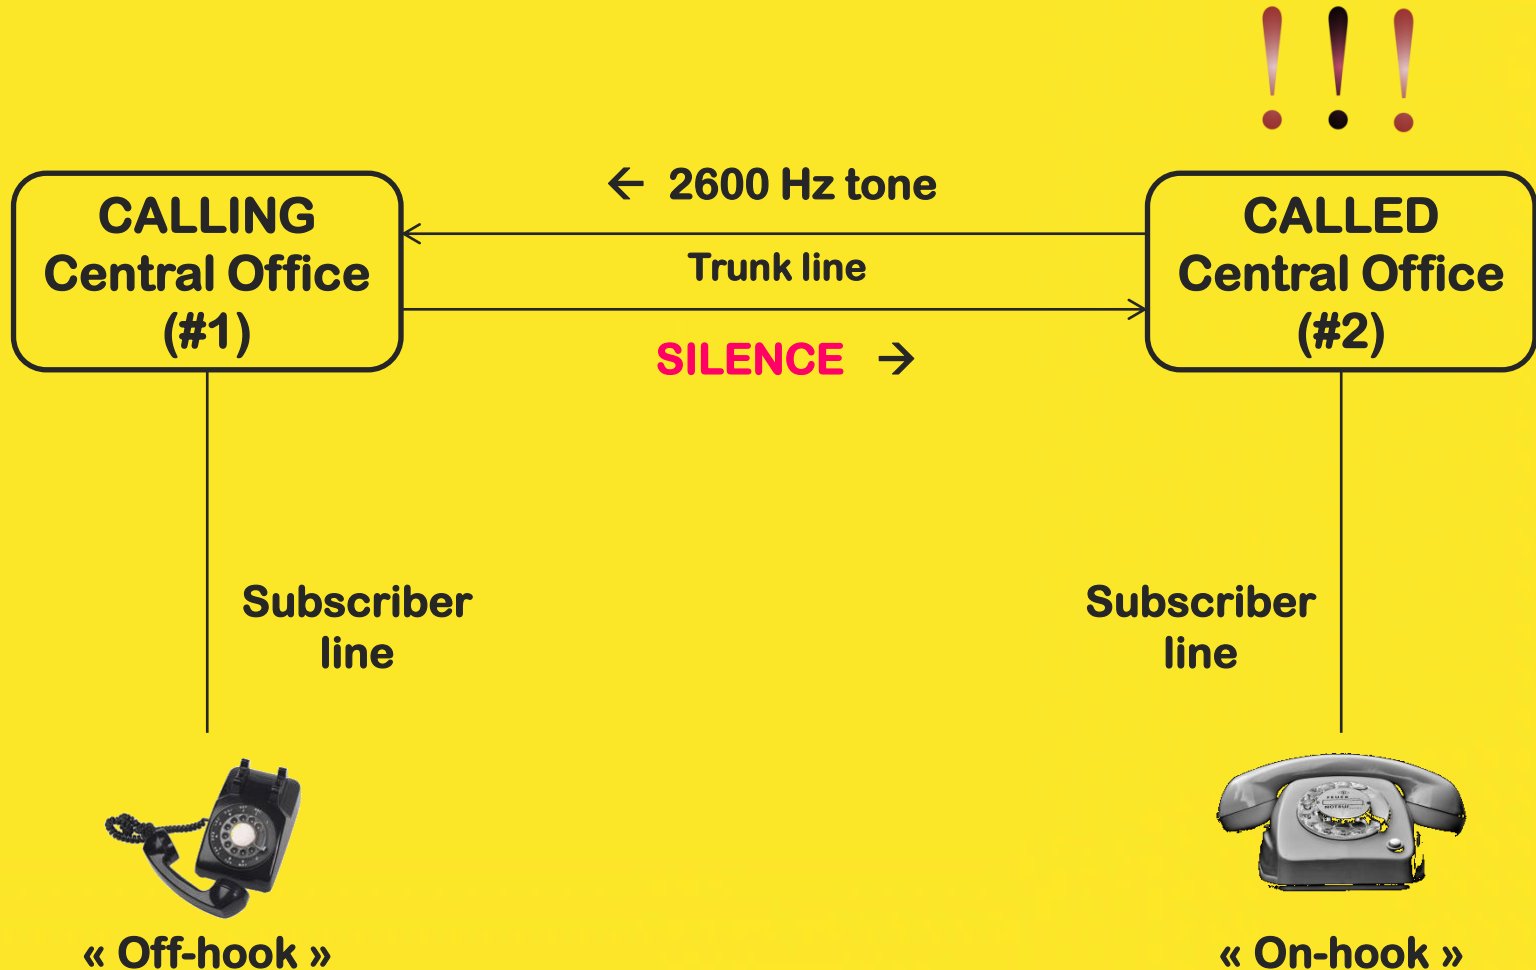 ← 2600 Hz tone
CALLING
Central Office
(#1)
Trunk line
SILENCE →
CALLED
Central Office
(#2)
! ! !
Subscriber
line
Subscriber
line
« Off-hook »
« On-hook »